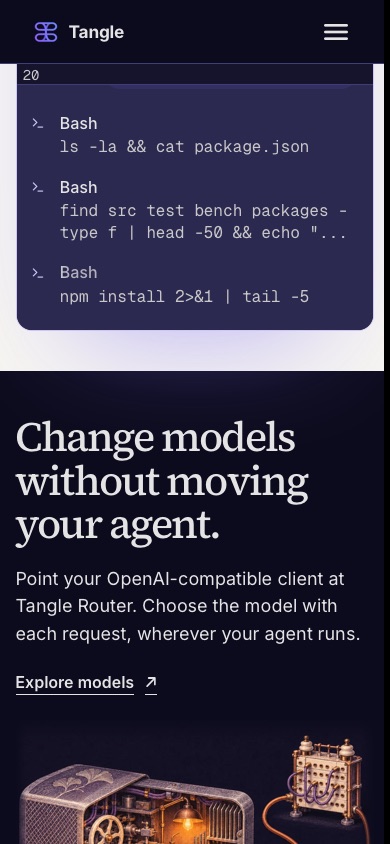 Tangle
20
Bash
ls -la && cat package.json
Bash
find src test bench packages -
type f | head -50 && echo "...
Bash
npm install 2>&1 | tail -5
Change models
without moving
your agent.
Point your OpenAI-compatible client at
Tangle Router. Choose the model with
each request, wherever your agent runs.
Explore models